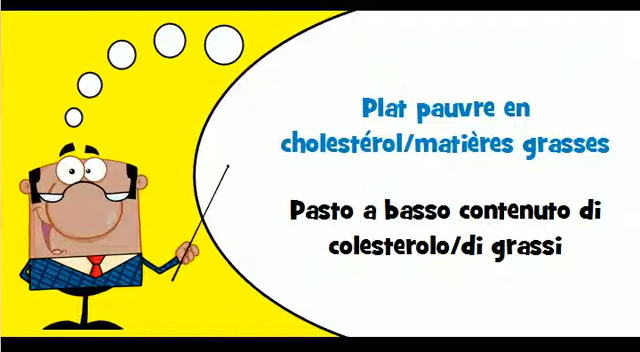 Plat pauvre en
cholestérol/matières grasses
Pasto a basso contenuto di
colesterolo/di grassi